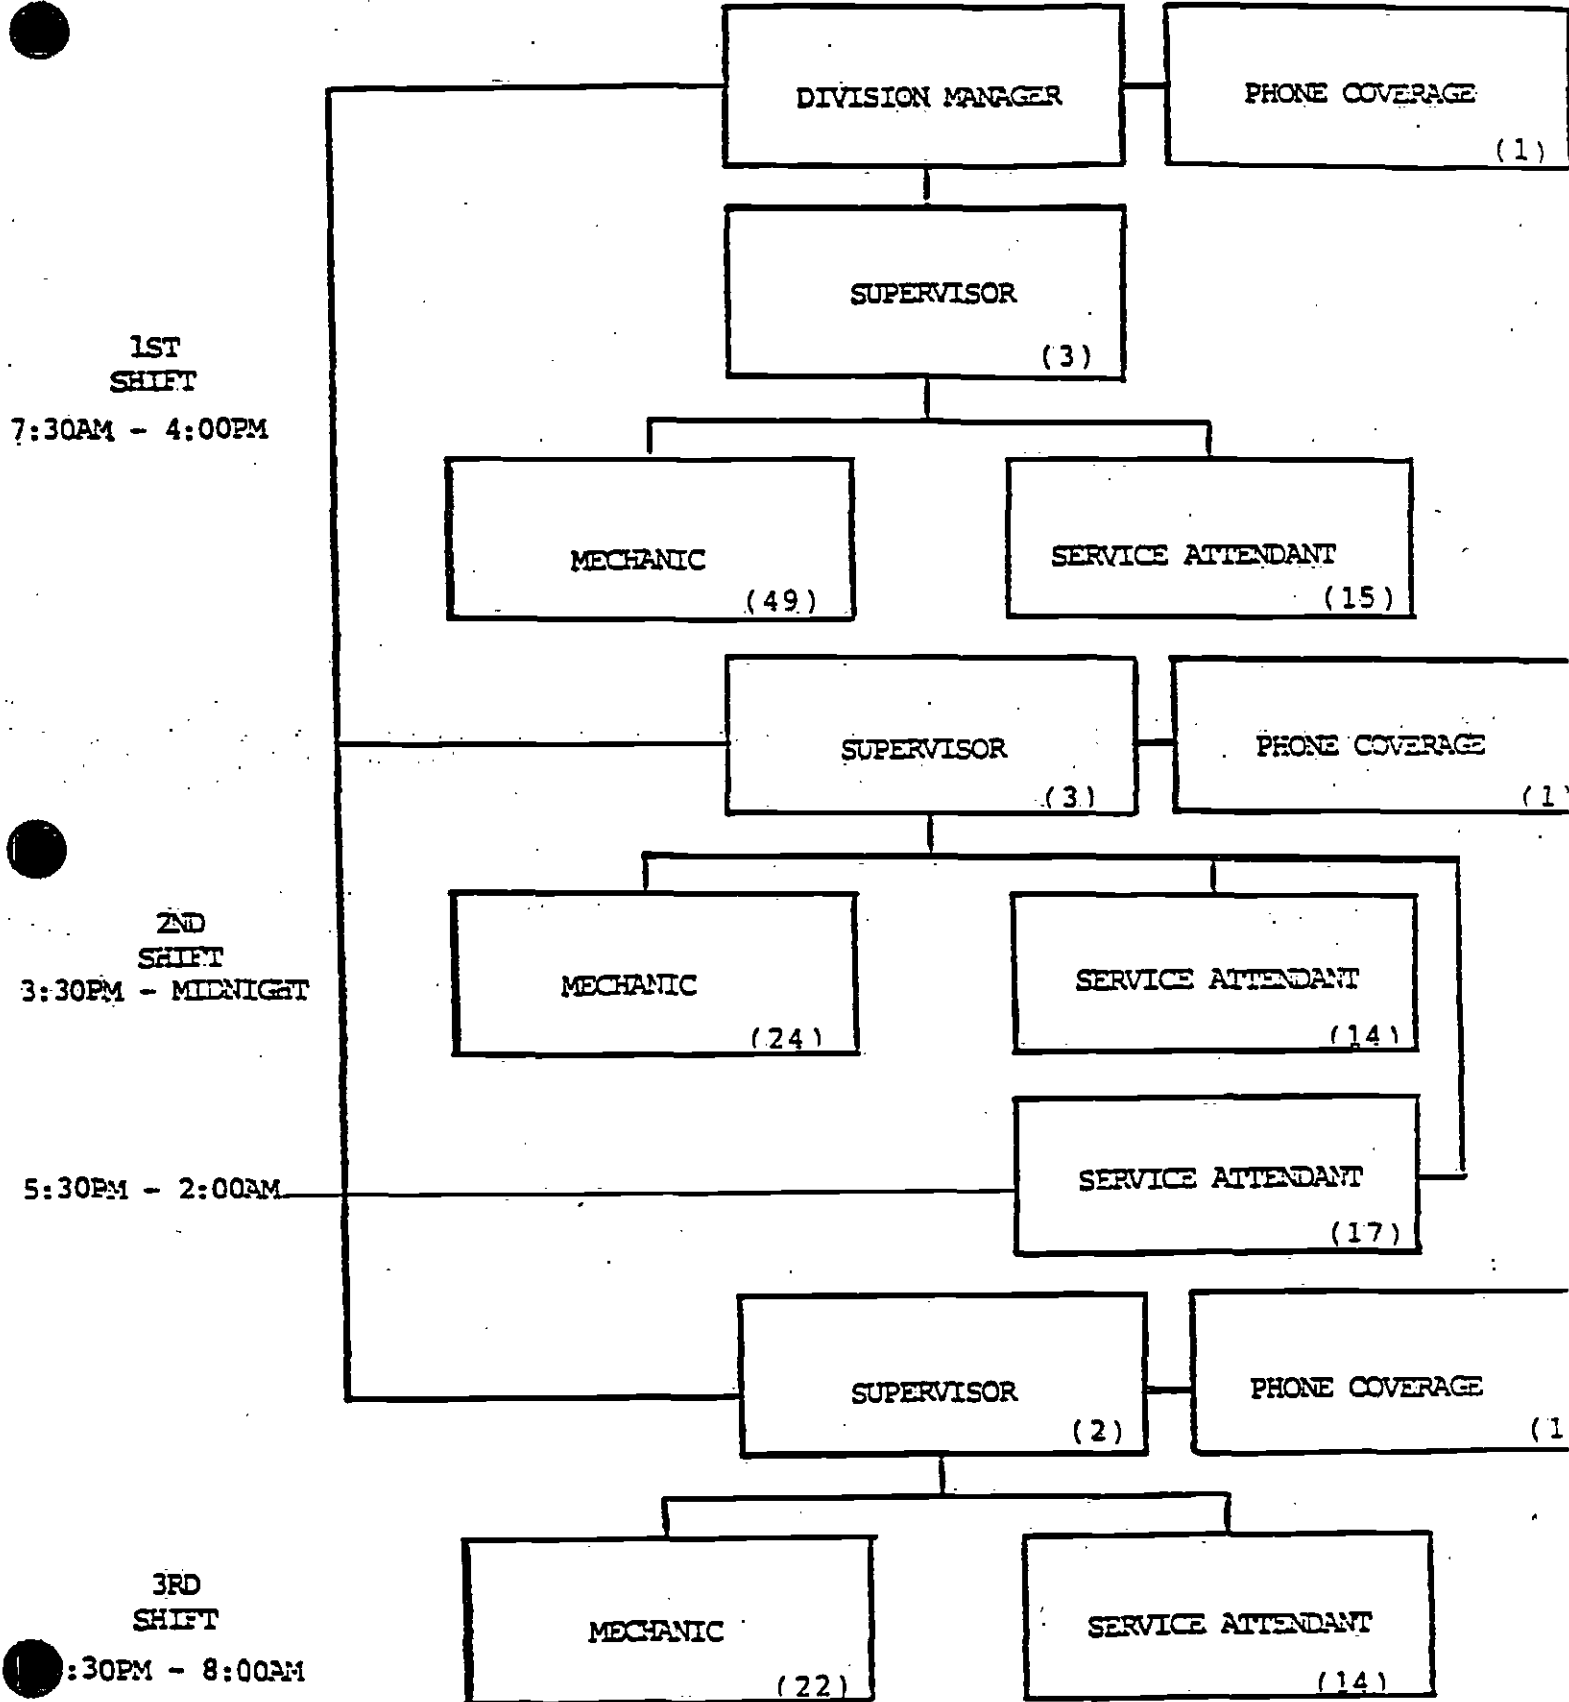 DIVISION MANAGER
PHONE COVERAGE
(1)
SUPERVISOR
(3)
1ST
SHIFT
7:30AM - 4:00PM
MECHANIC
(49)
SERVICE ATTENDANT
(15)
SUPERVISOR
(3)
PHONE COVERAGE
(1)
2ND
SHIFT
3:30PM - MIDNIGHT
MECHANIC
(24)
SERVICE ATTENDANT
(14)
5:30PM - 2:00AM
SERVICE ATTENDANT
(17)
SUPERVISOR
(2)
PHONE COVERAGE
(1
3RD
SHIFT
:30PM - 8:00AM
MECHANIC
(22)
SERVICE ATTENDANT
(14)